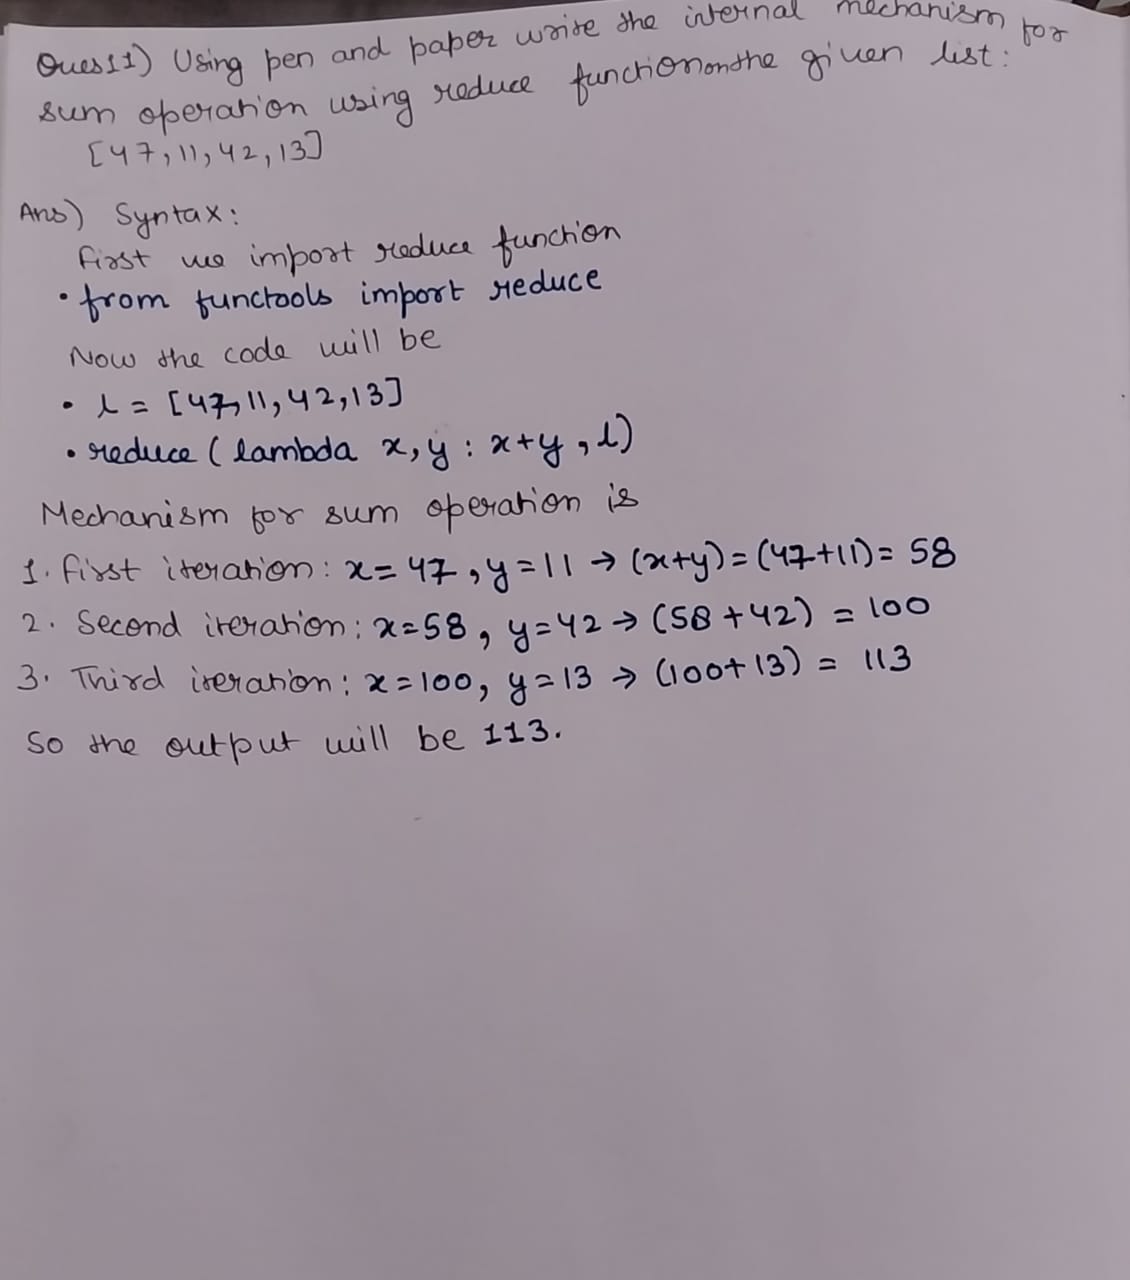 Ques 11) Using pen and paper write the internal mechanism for
sum operation using reduce function on the given list:
[47, 11, 42, 13]
Ans) Syntax:
first we import reduce function
• from functools import reduce
Now the code will be
• l = [47, 11, 42, 13]
• reduce ( lambda x, y : x+y , l)
Mechanism for sum operation is
1. first iteration: x = 47 , y = 11 → (x+y) = (47+11) = 58
2. Second iteration: x=58 , y=42 → (58 + 42) = 100
3. Third iteration: x=100, y=13 → (100+13) = 113
So the output will be 113.